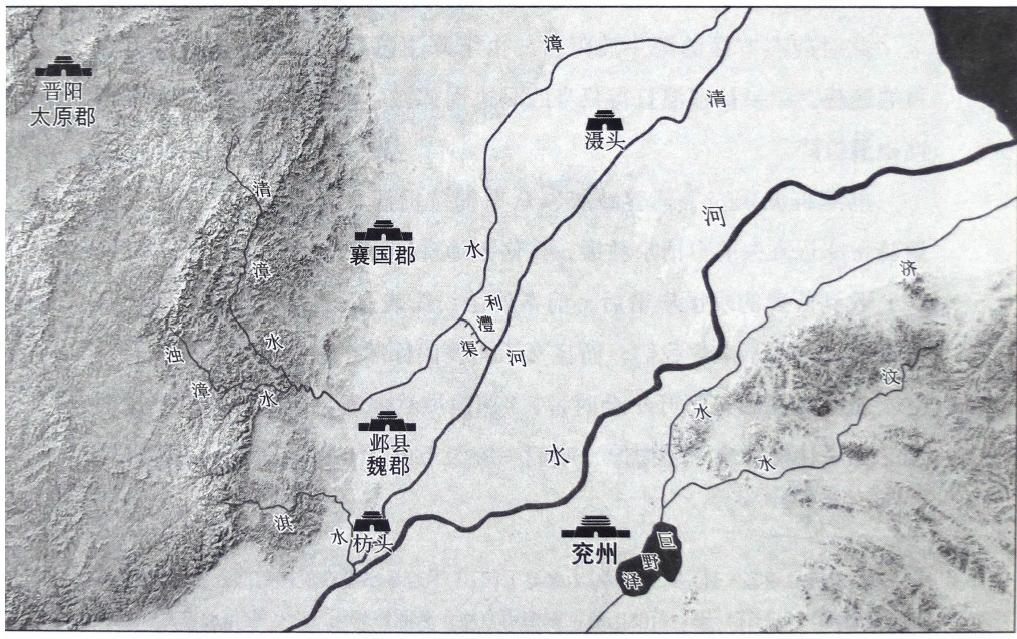 晋阳
太原郡
漳
清
滠头
清
河
襄国郡
水
济
漳
利
水
漕
渠
河
浊
漳
水
汶
水
邺县
魏郡
水
水
淇
水
枋头
兖州
巨
野
泽